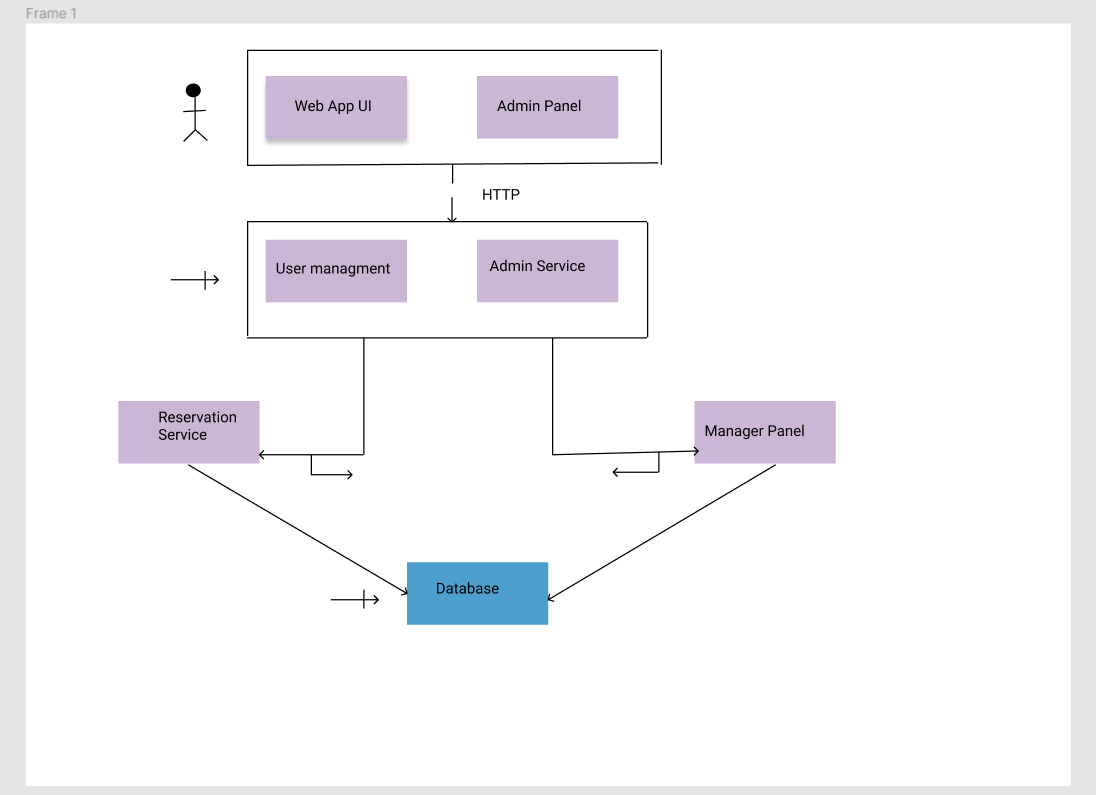 Frame 1
Web App UI
Admin Panel
HTTP
User managment
Admin Service
Reservation
Service
Manager Panel
Database